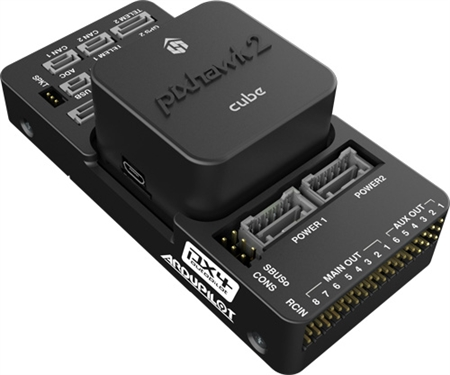 TELEM 2
TELEM 1
GPS 2
CAN 2
CAN 1
ADC
USB
SPKT
pixhawk2
cube
POWER 1
POWER2
SBUSo
CONS
RCIN
MAIN OUT
8 7 6 5 4 3 2 1
AUX OUT
6 5 4 3 2 1
PX4
ARDUPILOT